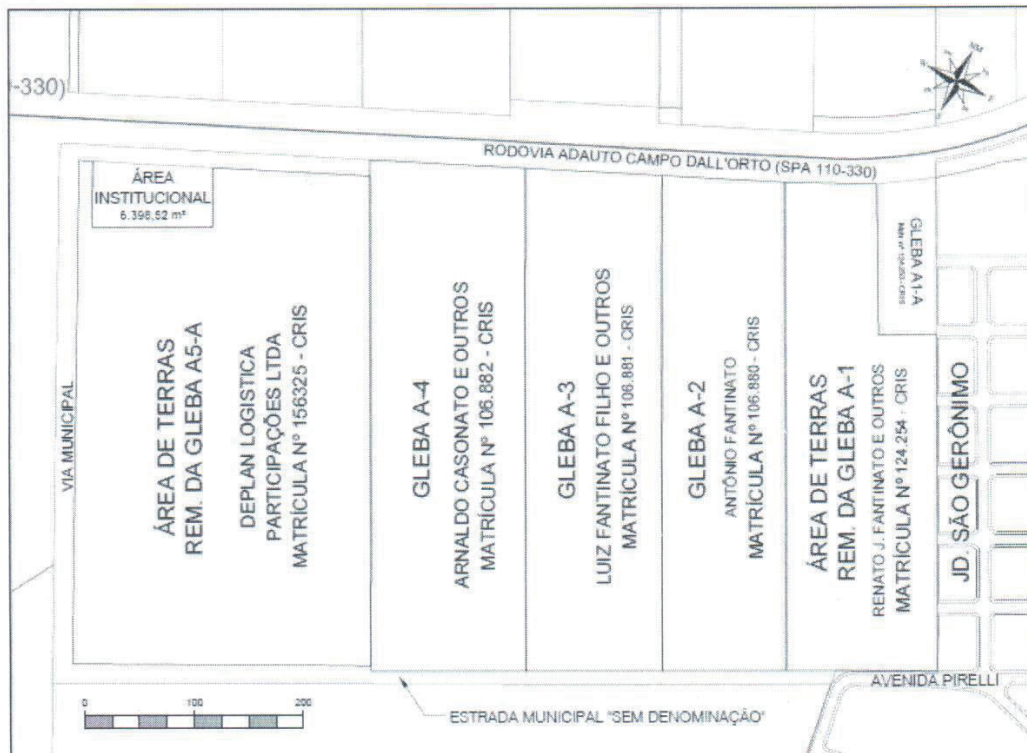 -330)
RODOVIA ADAUTO CAMPO DALL'ORTO (SPA 110-330)
ÁREA
INSTITUCIONAL
6.398,52 m²
VIA MUNICIPAL
ÁREA DE TERRAS
REM. DA GLEBA A5-A
DEPLAN LOGISTICA
PARTICIPAÇÕES LTDA
MATRÍCULA Nº 156325 - CRIS
GLEBA A-4
ARNALDO CASONATO E OUTROS
MATRÍCULA Nº 106.882 - CRIS
GLEBA A-3
LUIZ FANTINATO FILHO E OUTROS
MATRÍCULA Nº 106.881 - CRIS
GLEBA A-2
ANTÔNIO FANTINATO
MATRÍCULA Nº 106.880 - CRIS
ÁREA DE TERRAS
REM. DA GLEBA A-1
RENATO J. FANTINATO E OUTROS
MATRÍCULA Nº 124.254 - CRIS
GLEBA A1-A
JD. SÃO GERÔNIMO
AVENIDA PIRELLI
ESTRADA MUNICIPAL "SEM DENOMINAÇÃO"
0 100 200